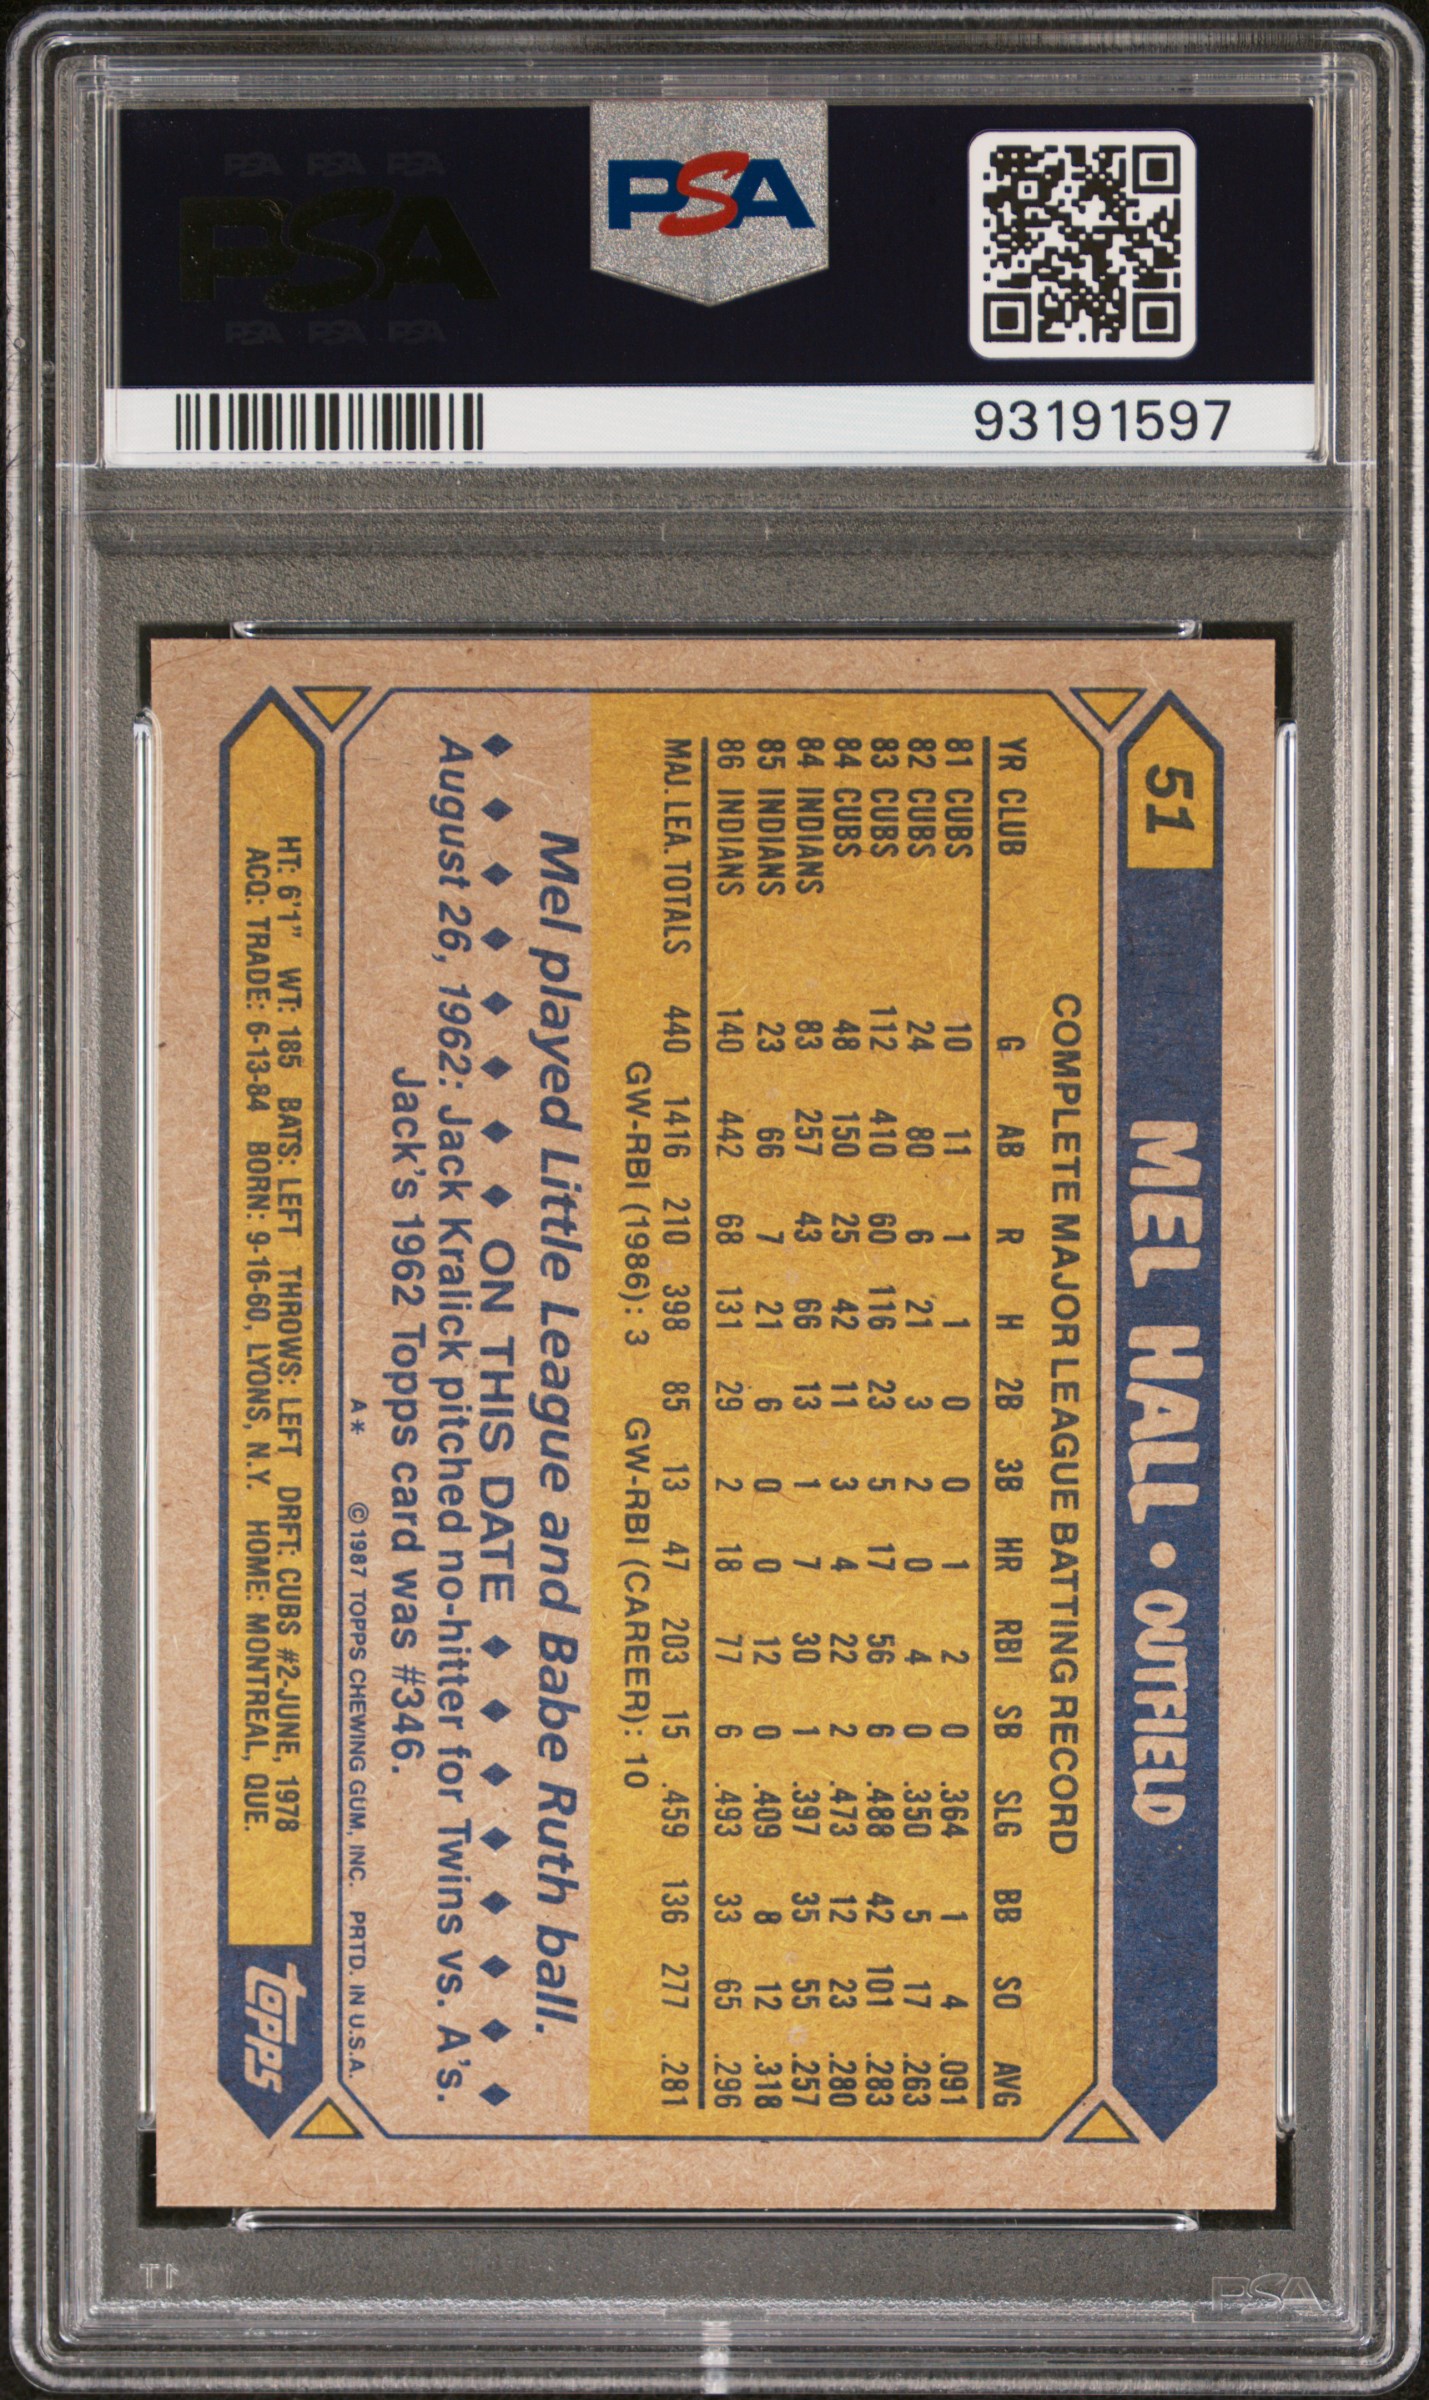 PSA PSA PSA
PSA
PSA PSA PSA
PSA
93191597
51 MEL HALL • OUTFIELD
COMPLETE MAJOR LEAGUE BATTING RECORD
YR CLUB G AB R H 2B 3B HR RBI SB SLG BB SO AVG
81 CUBS 10 11 1 1 0 0 1 2 0 .364 1 4 .091
82 CUBS 24 80 6 21 3 2 0 4 0 .350 5 17 .263
83 CUBS 112 410 60 116 23 5 17 56 6 .488 42 101 .283
84 CUBS 48 150 25 42 11 3 4 22 2 .473 12 23 .280
84 INDIANS 83 257 43 66 13 1 7 30 1 .397 35 55 .257
85 INDIANS 23 66 7 21 6 0 0 12 0 .409 8 12 .318
86 INDIANS 140 442 68 131 29 2 18 77 6 .493 33 65 .296
MAJ. LEA. TOTALS 440 1416 210 398 85 13 47 203 15 .459 136 277 .281
GW-RBI (1986): 3 GW-RBI (CAREER): 10
Mel played Little League and Babe Ruth ball.
◆ ◆ ◆ ◆ ◆ ◆ ◆ ◆ ON THIS DATE ◆ ◆ ◆ ◆ ◆ ◆ ◆ ◆
August 26, 1962: Jack Kralick pitched no-hitter for Twins vs. A's.
Jack's 1962 Topps card was #346.
A* © 1987 TOPPS CHEWING GUM, INC. PRTD. IN U.S.A.
HT: 6'1" WT: 185 BATS: LEFT THROWS: LEFT DRFT: CUBS #2-JUNE, 1978
ACQ: TRADE: 6-13-84 BORN: 9-16-60, LYONS, N.Y. HOME: MONTREAL, QUE.
topps
PSA